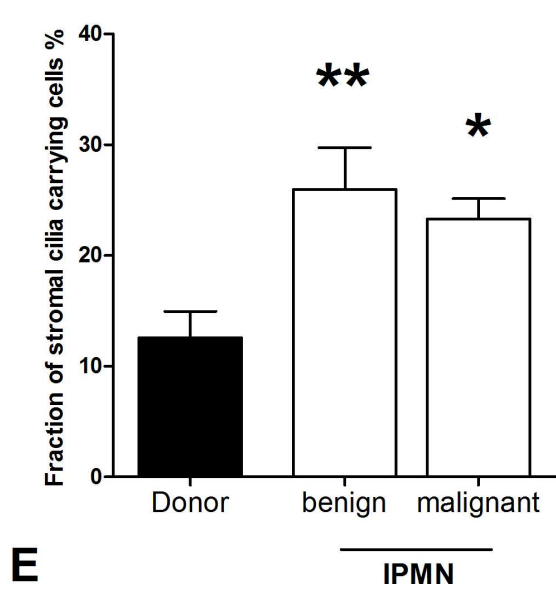 Fraction of stromal cilia carrying cells %
40
30
20
10
0
**
*
Donor benign malignant
IPMN
E